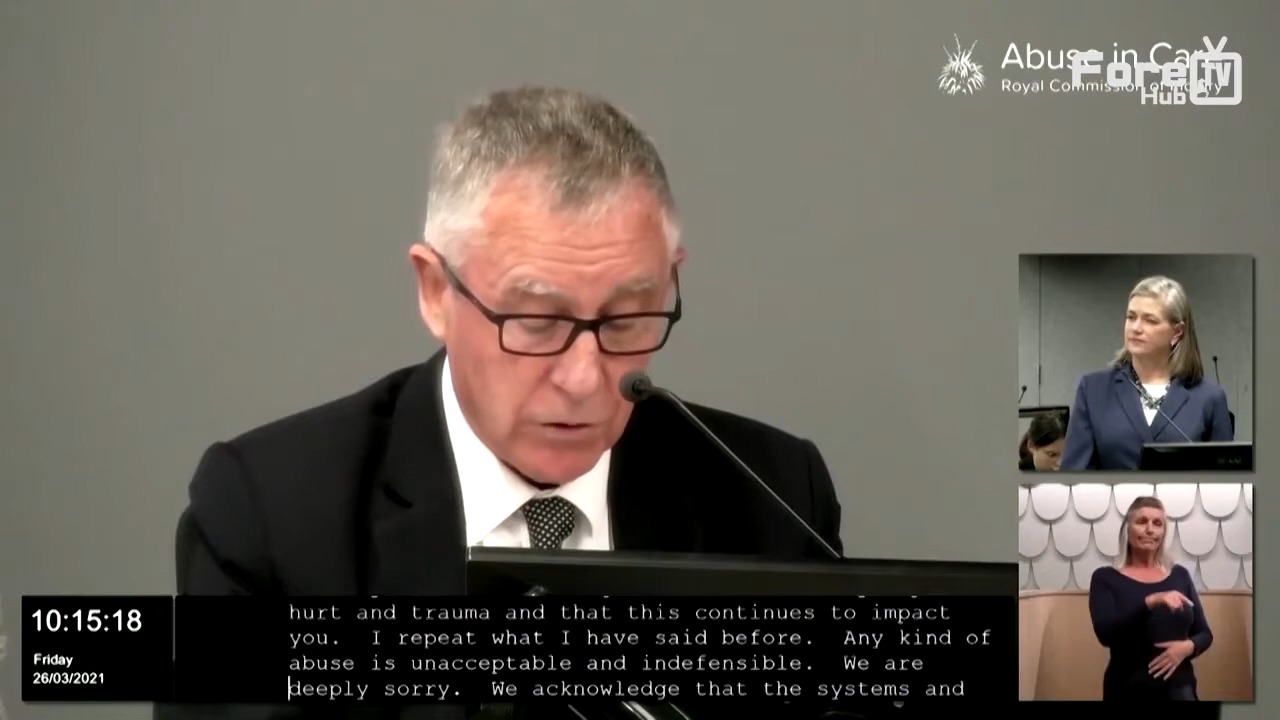 Abuse in Care
Royal Commission of Inquiry
Fore TV
Hub
10:15:18
Friday
26/03/2021
hurt and trauma and that this continues to impact
you. I repeat what I have said before. Any kind of
abuse is unacceptable and indefensible. We are
deeply sorry. We acknowledge that the systems and